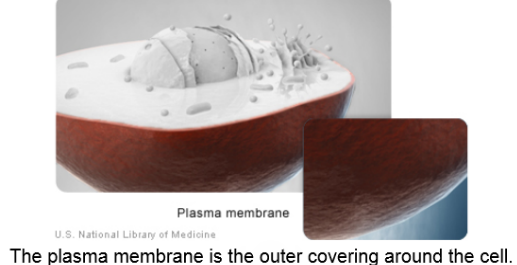 Plasma membrane
U.S. National Library of Medicine
The plasma membrane is the outer covering around the cell.